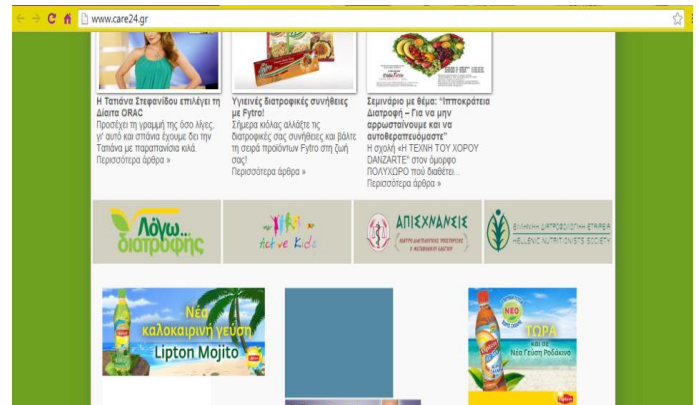 www.care24.gr
Η Τατιάνα Στεφανίδου επιλέγει τη
Δίαιτα ORAC
Προσέχει τη γραμμή της όσο λίγες,
γι' αυτό και σπάνια έχουμε δει την
Τατιάνα με παραπανίσια κιλά.
Περισσότερα άρθρα »
Υγιεινές διατροφικές συνήθειες
με Fytro!
Σήμερα κιόλας αλλάξτε τις
διατροφικές σας συνήθειες και βάλτε
τη σειρά προϊόντων Fytro στη ζωή
σας!
Περισσότερα άρθρα »
Σεμινάριο με θέμα: "Ιπποκράτεια
Διατροφή – Για να μην
αρρωσταίνουμε και να
αυτοθεραπευόμαστε"
Η σχολή «Η ΤΕΧΝΗ ΤΟΥ ΧΟΡΟΥ
DANZARTE" στον όμορφο
ΠΟΛΥΧΩΡΟ πού διαθέτει...
Περισσότερα άρθρα »
Λόγω...
διατροφής
Active Kids
ΑΠΙΣΧΝΑΝΣΙΣ
ΕΛΛΗΝΙΚΗ ΔΙΑΤΡΟΦΟΛΟΓΙΚΗ ΕΤΑΙΡΕΙΑ
HELLENIC NUTRITIONISTS SOCIETY
Νέα
καλοκαιρινή γεύση
Lipton Mojito
ΝΕΟ
ΤΩΡΑ
και σε
Νέα Γεύση Ροδάκινο
Lipton